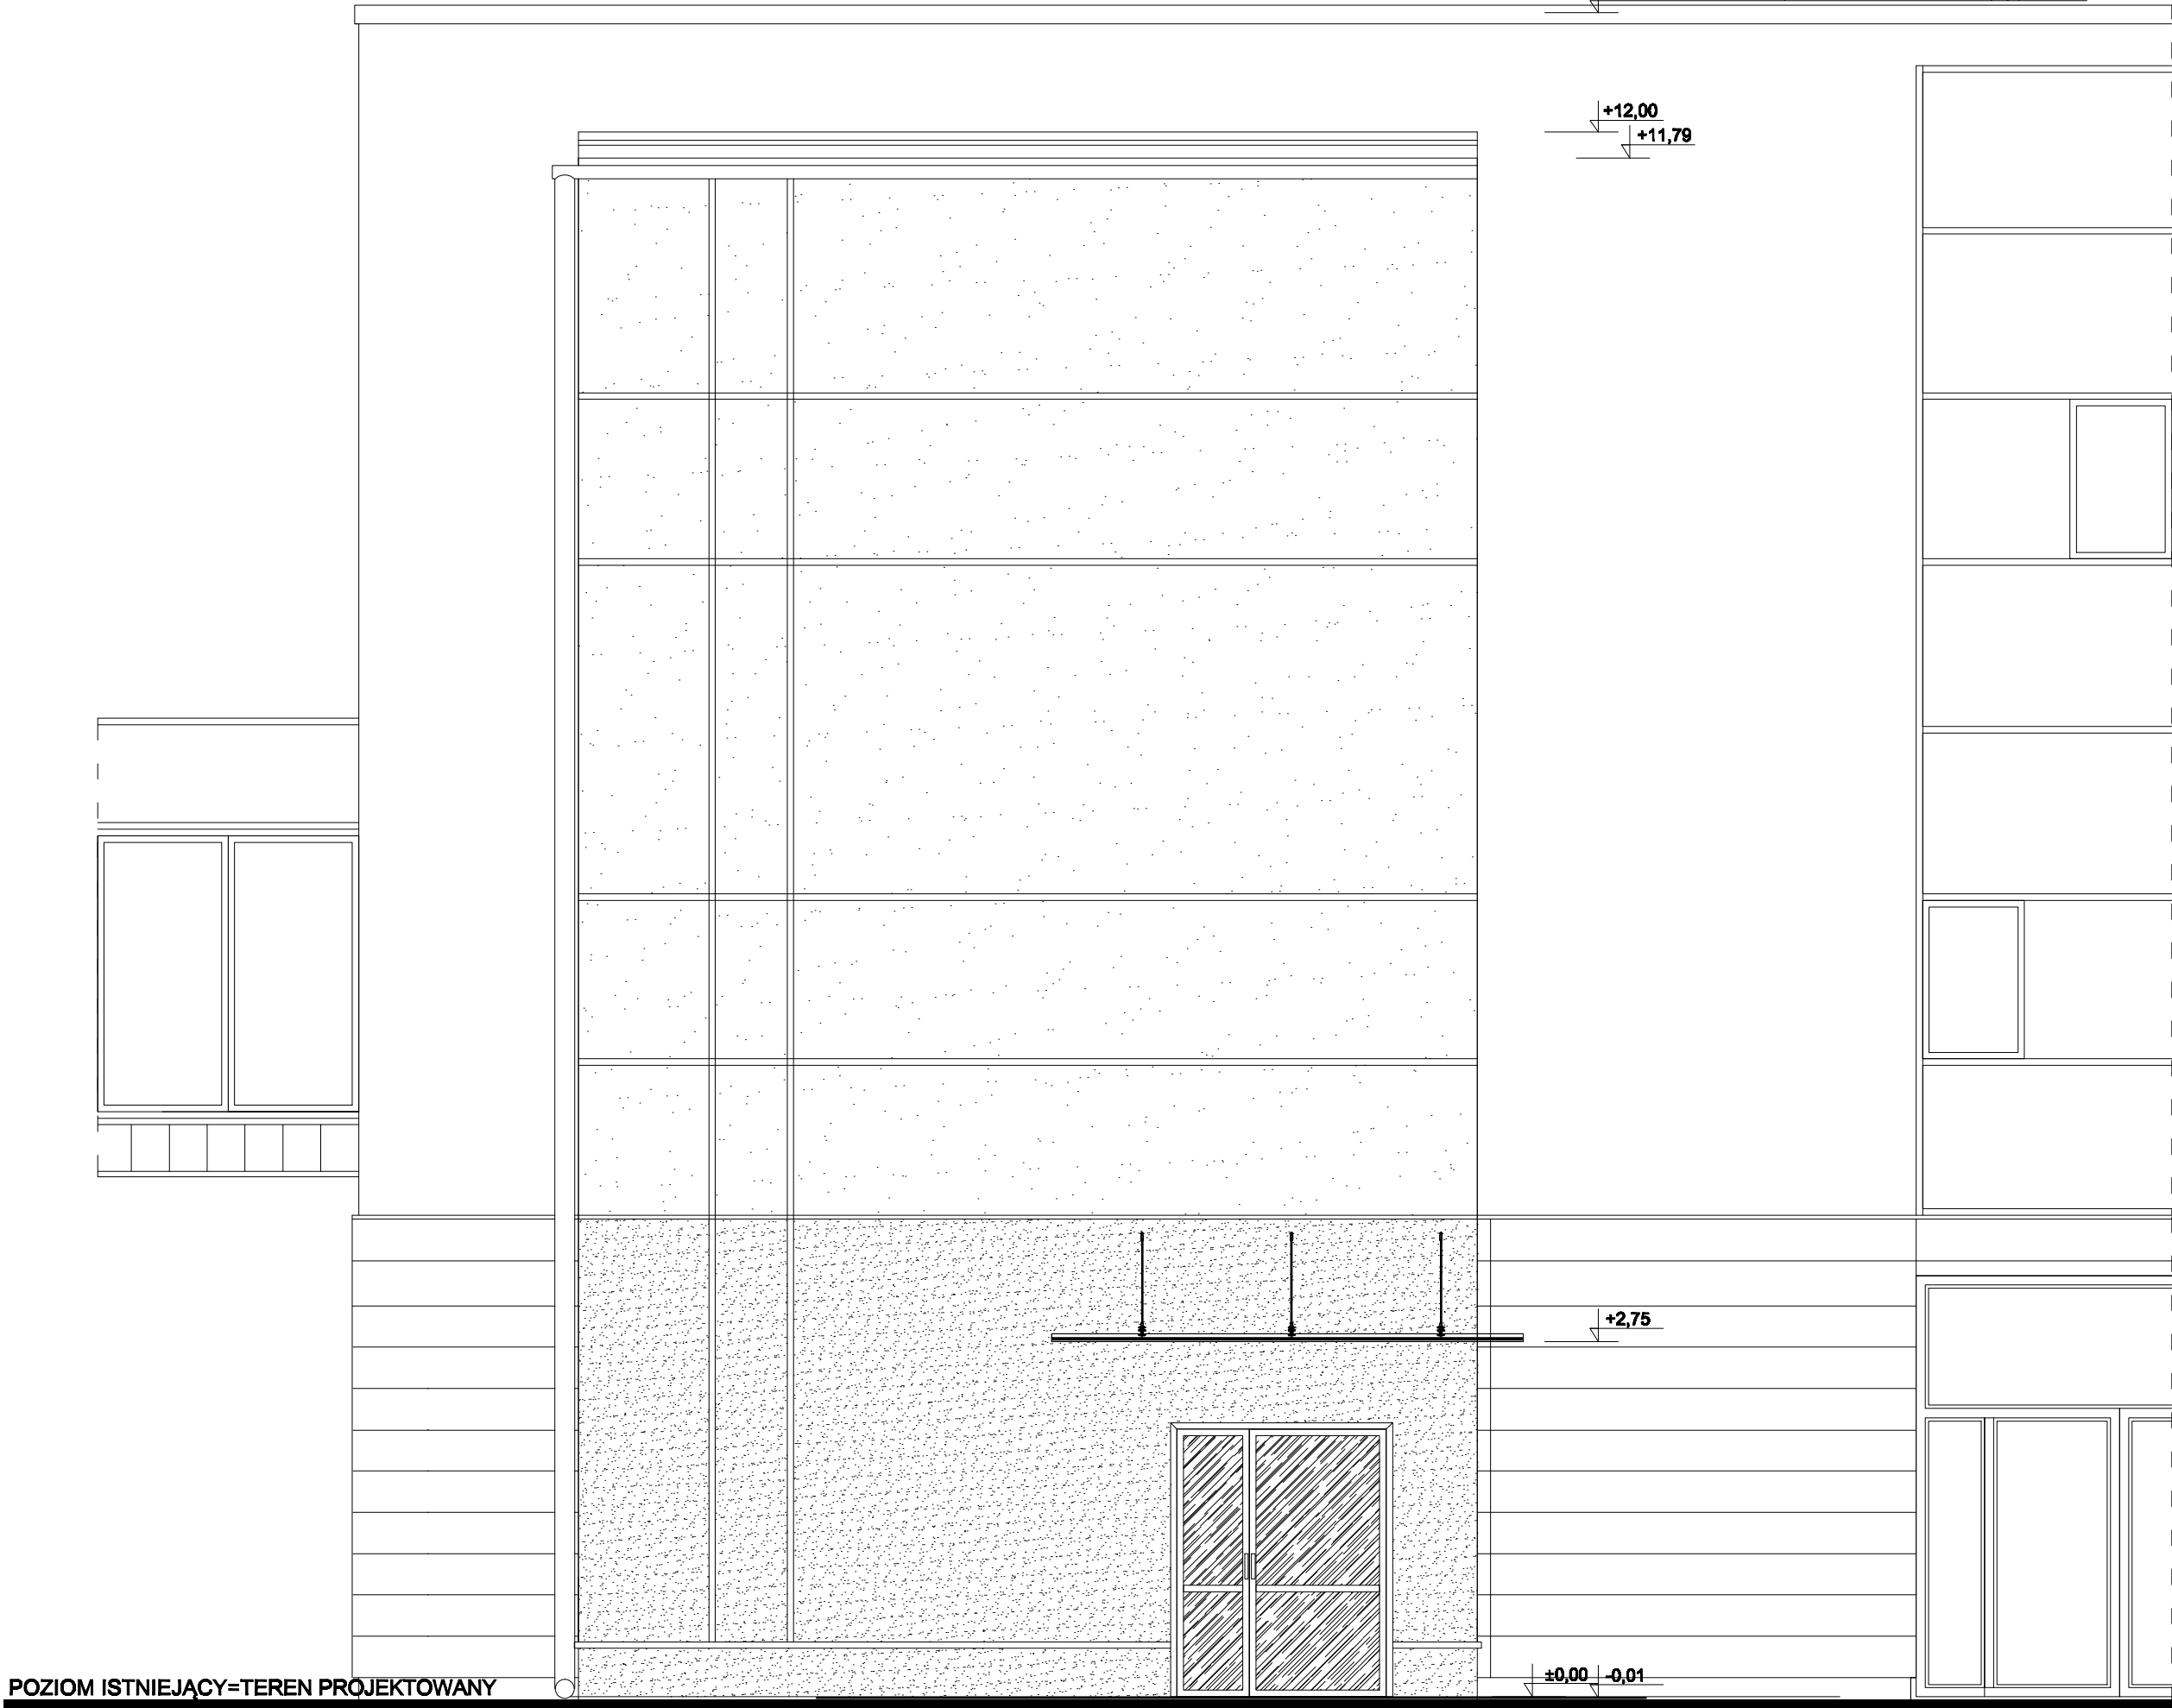 +12,00
+11,79
+2,75
±0,00 -0,01
POZIOM ISTNIEJĄCY=TEREN PROJEKTOWANY